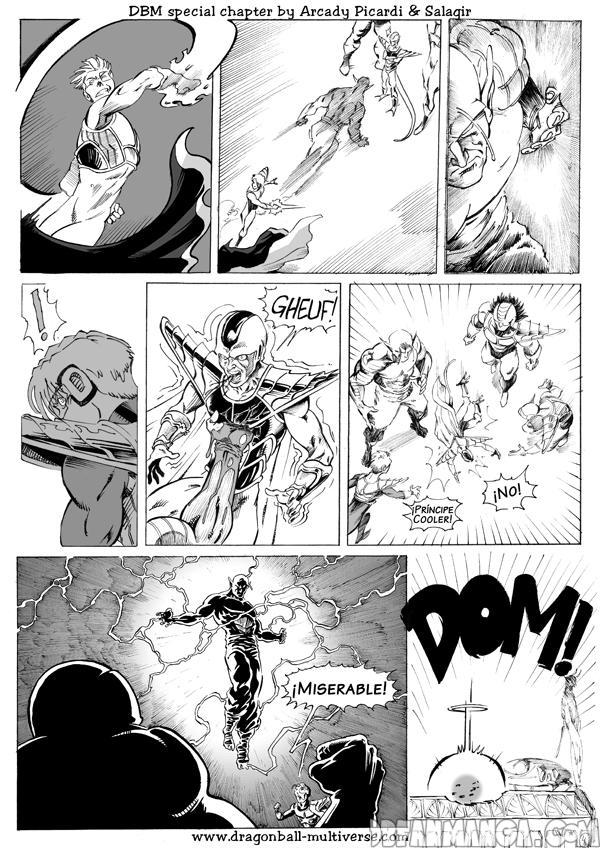 DBM special chapter by Arcady Picardi & Salagir
!
GHEUF!
¡PRÍNCIPE
COOLER!
¡NO!
¡MISERABLE!
DOM!
www.dragonball-multiverse.com